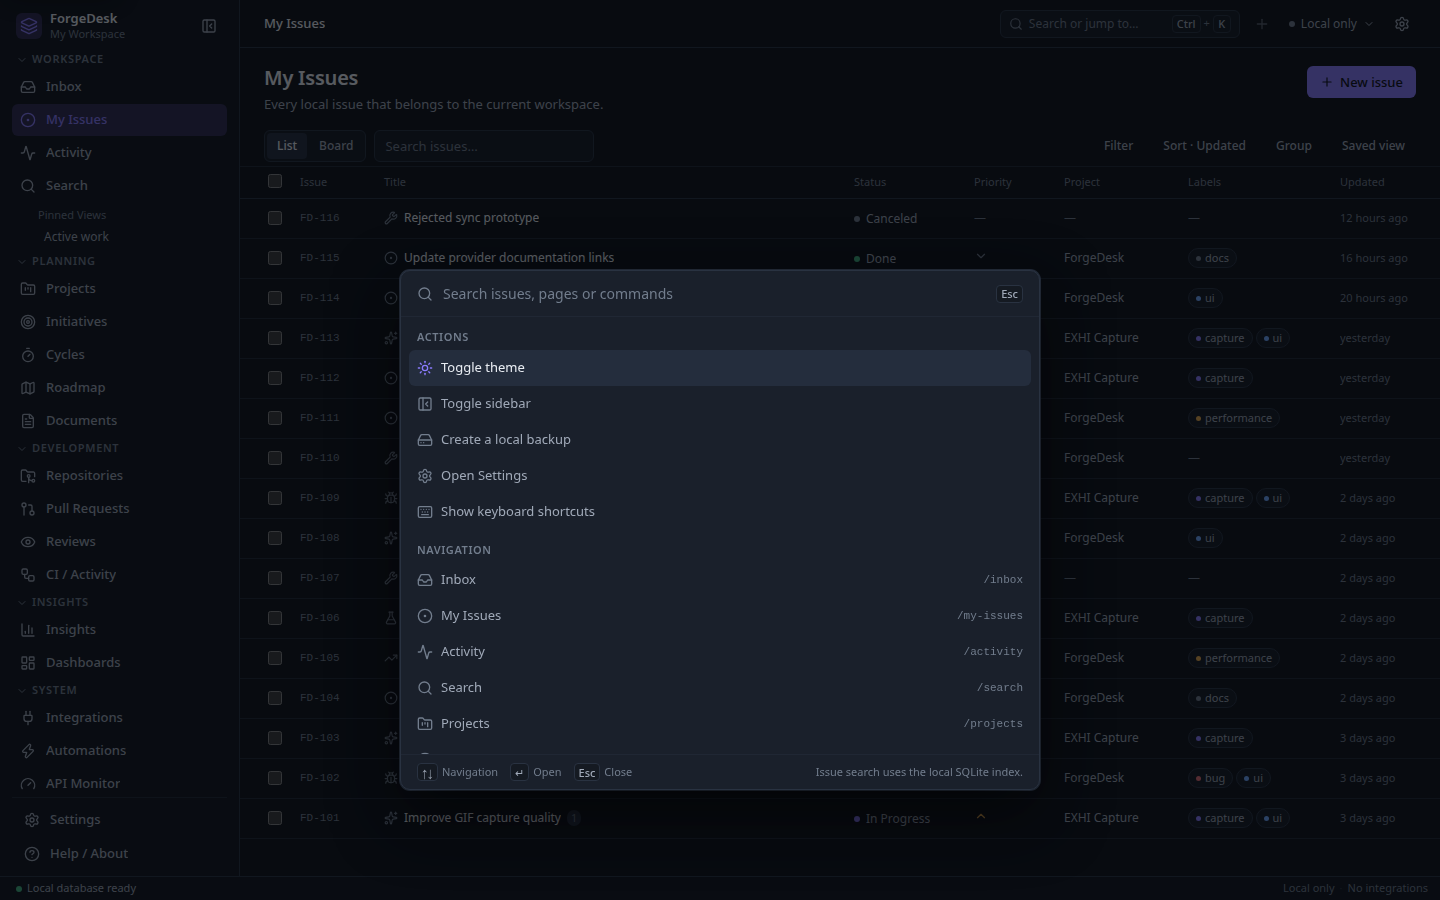 ForgeDesk
My Workspace
WORKSPACE
Inbox
My Issues
Activity
Search
Pinned Views
Active work
PLANNING
Projects
Initiatives
Cycles
Roadmap
Documents
DEVELOPMENT
Repositories
Pull Requests
Reviews
CI / Activity
INSIGHTS
Insights
Dashboards
SYSTEM
Integrations
Automations
API Monitor
Settings
Help / About
My Issues
Search or jump to... Ctrl + K
Local only
My Issues
Every local issue that belongs to the current workspace.
New issue
List Board Search issues...
Filter Sort · Updated Group Saved view
Issue Title Status Priority Project Labels Updated
FD-116 Rejected sync prototype Canceled — — — 12 hours ago
FD-115 Update provider documentation links Done ForgeDesk docs 16 hours ago
FD-114 ForgeDesk ui 20 hours ago
FD-113 EXHI Capture capture ui yesterday
FD-112 EXHI Capture capture yesterday
FD-111 ForgeDesk performance yesterday
FD-110 ForgeDesk — yesterday
FD-109 EXHI Capture capture ui 2 days ago
FD-108 ForgeDesk ui 2 days ago
FD-107 — — 2 days ago
FD-106 EXHI Capture capture 2 days ago
FD-105 ForgeDesk performance 2 days ago
FD-104 ForgeDesk docs 2 days ago
FD-103 EXHI Capture capture 3 days ago
FD-102 ForgeDesk bug ui 3 days ago
FD-101 Improve GIF capture quality 1 In Progress EXHI Capture capture ui 3 days ago
Search issues, pages or commands Esc
ACTIONS
Toggle theme
Toggle sidebar
Create a local backup
Open Settings
Show keyboard shortcuts
NAVIGATION
Inbox /inbox
My Issues /my-issues
Activity /activity
Search /search
Projects /projects
↑↓ Navigation ↵ Open Esc Close Issue search uses the local SQLite index.
Local database ready
Local only No integrations